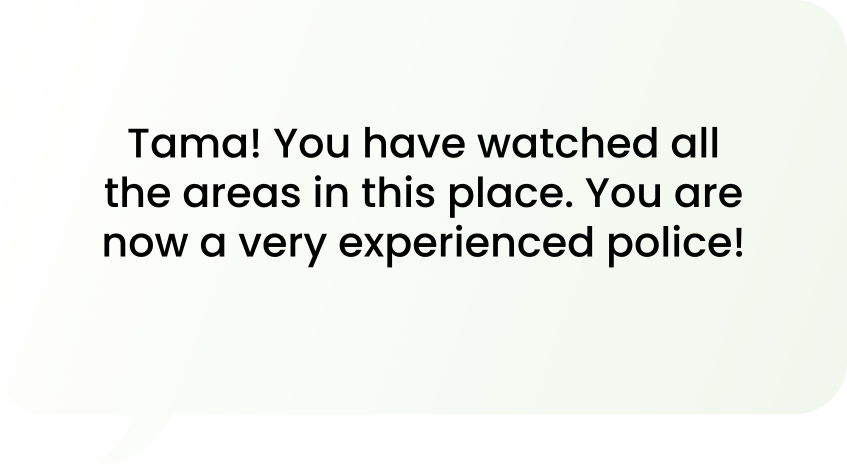 Tama! You have watched all
the areas in this place. You are
now a very experienced police!